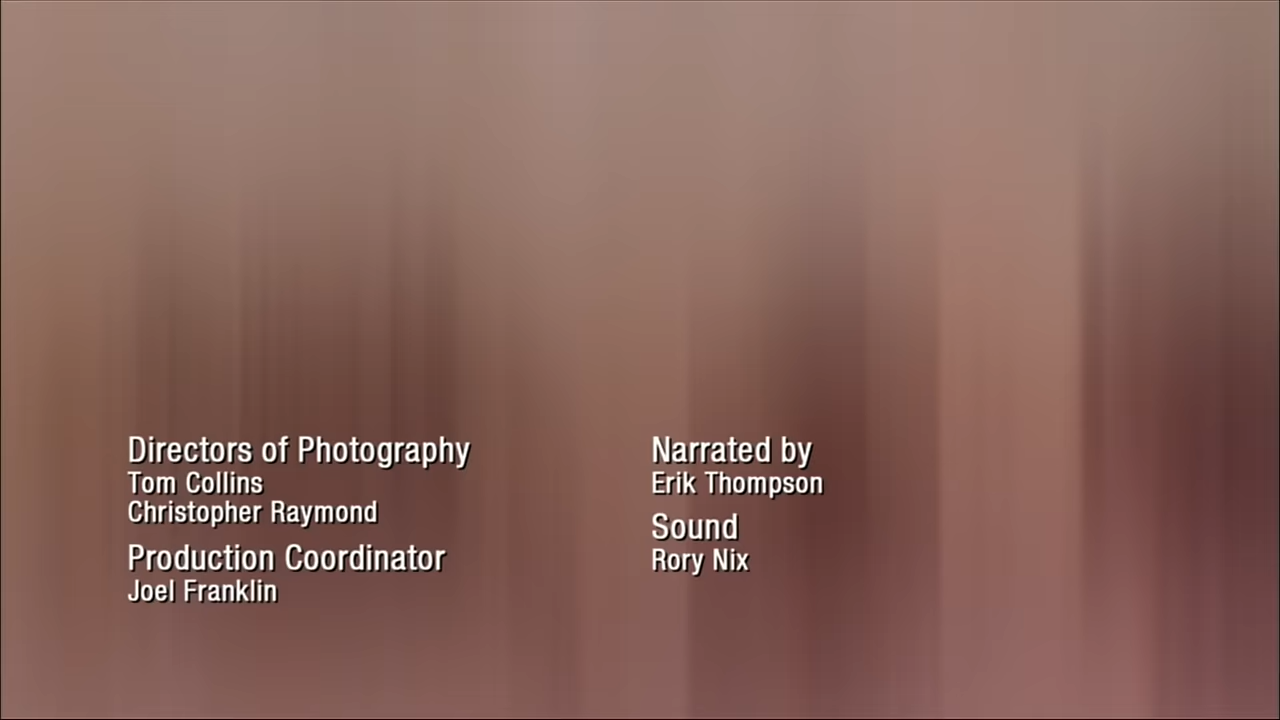 Directors of Photography
Tom Collins
Christopher Raymond
Production Coordinator
Joel Franklin
Narrated by
Erik Thompson
Sound
Rory Nix